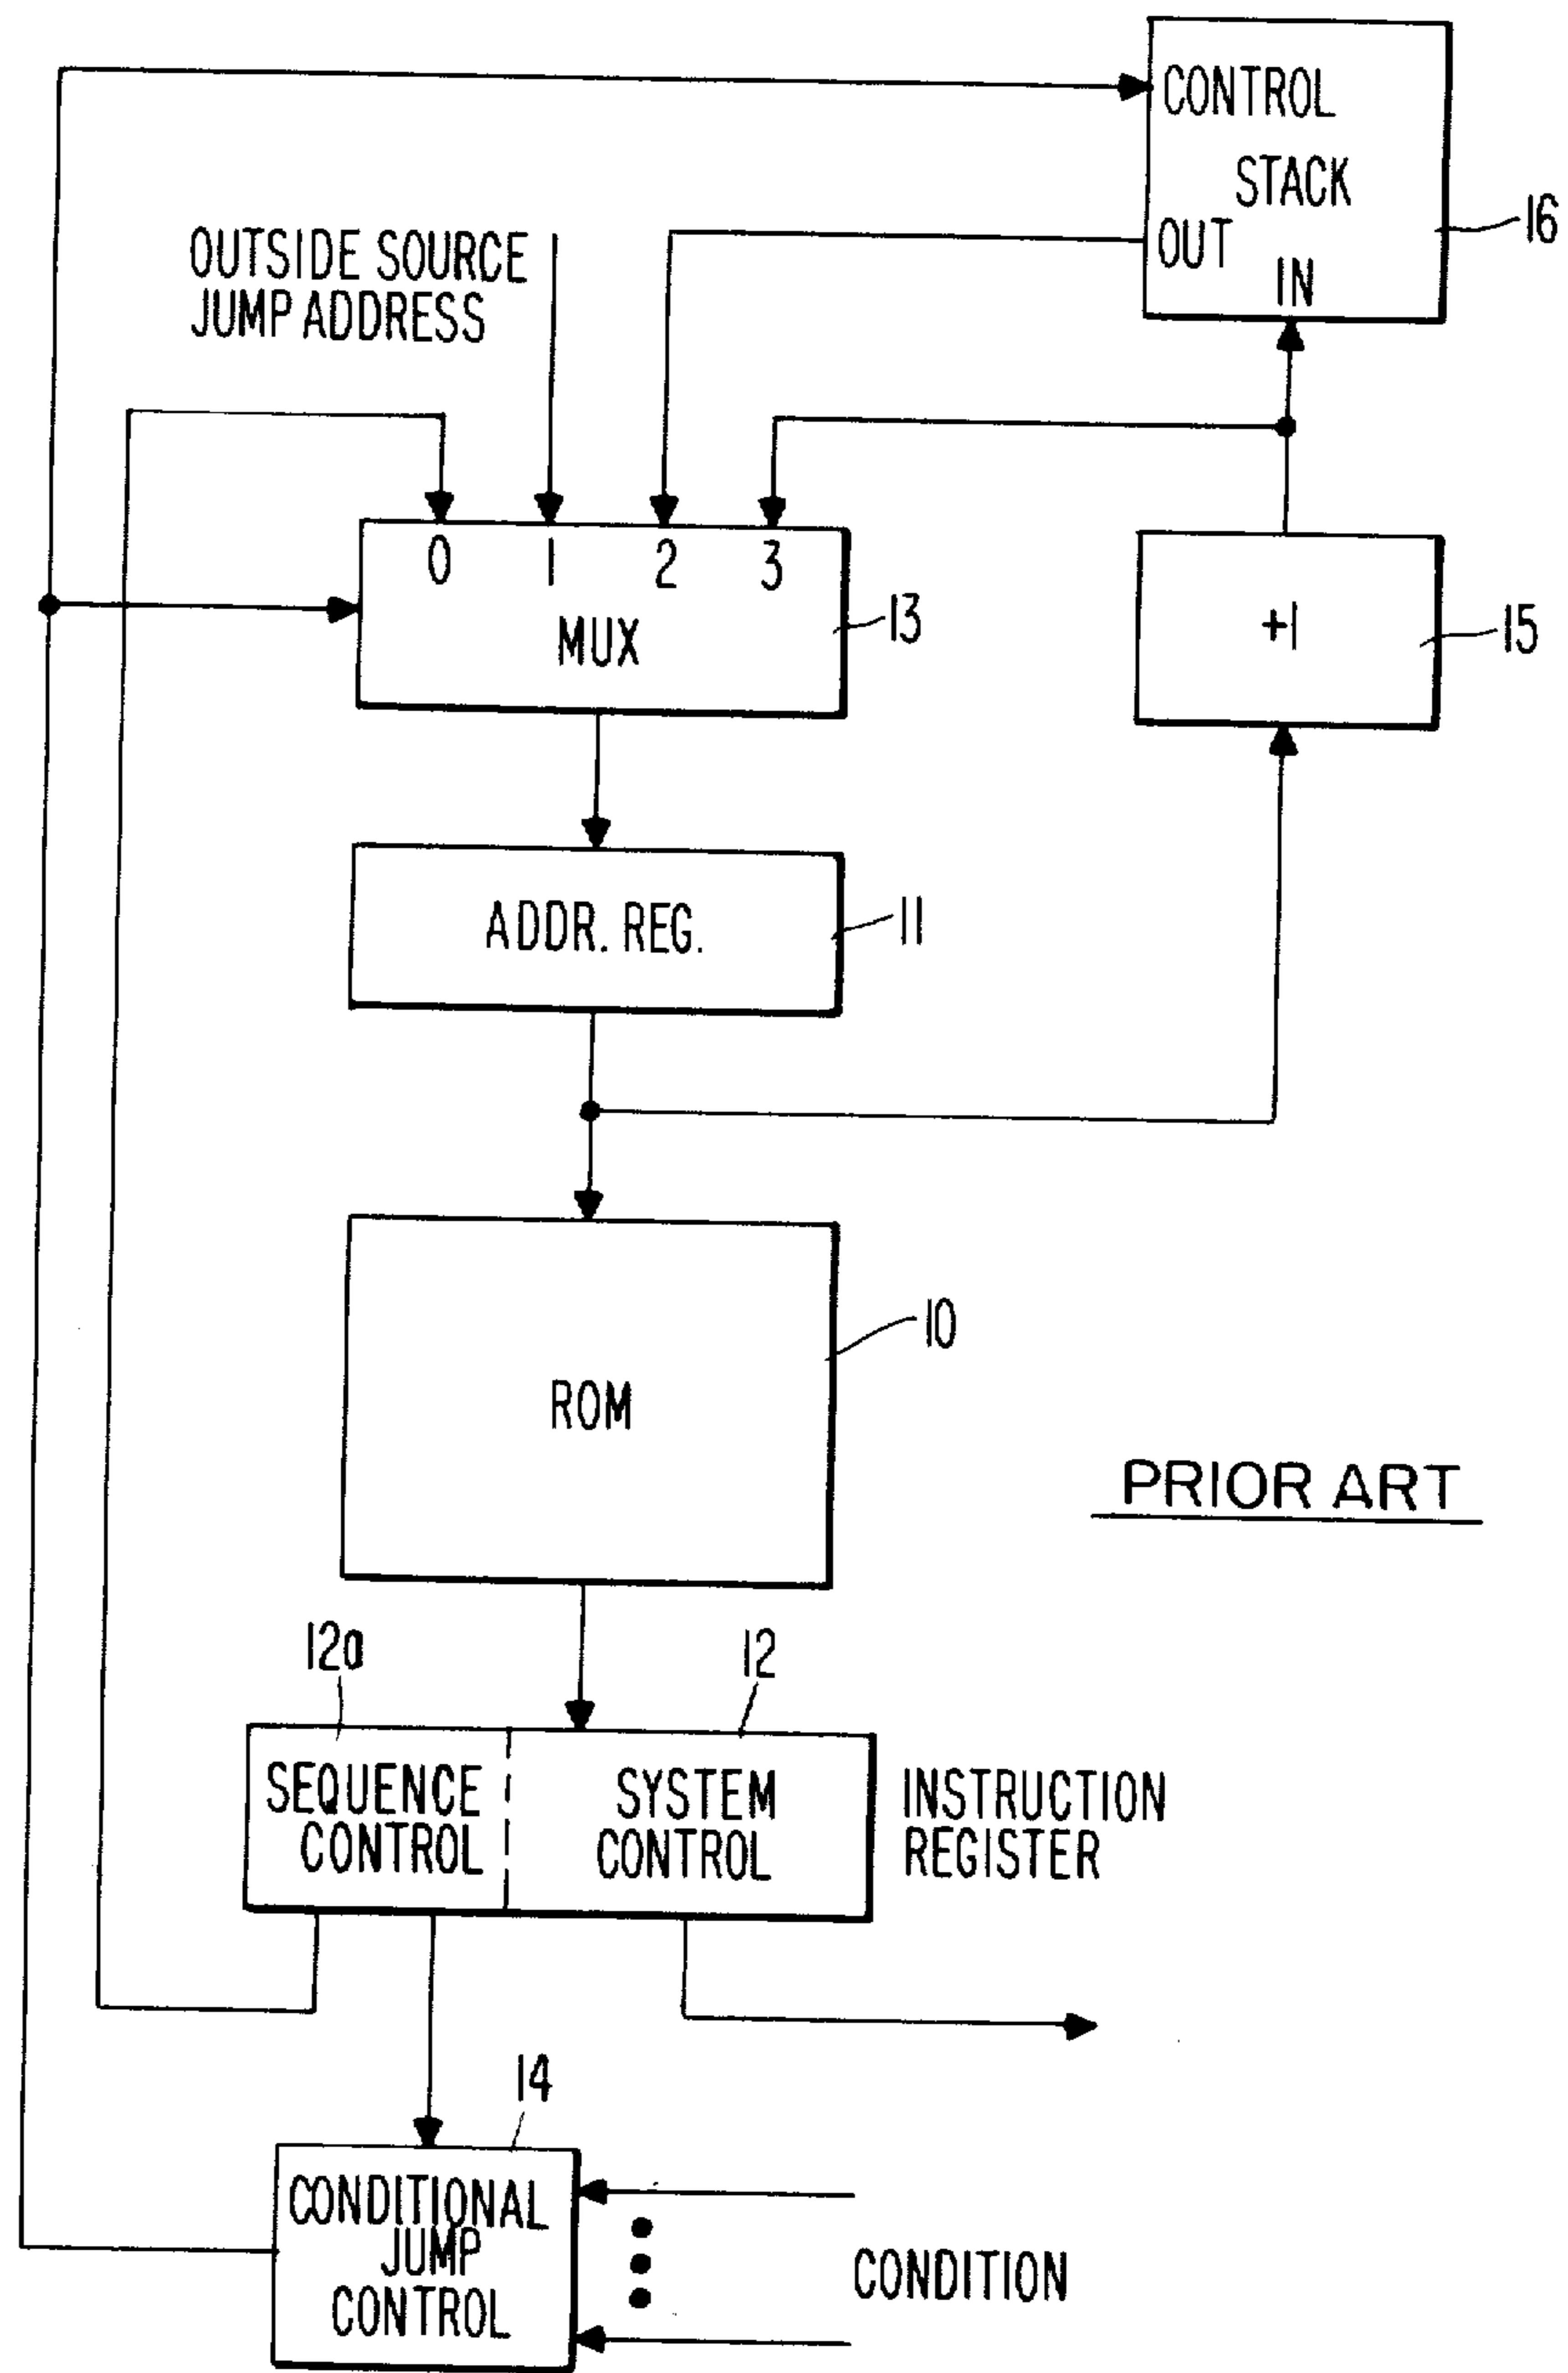 CONTROL
STACK
OUT
IN
16
OUTSIDE SOURCE
JUMP ADDRESS
0 1 2 3
MUX
13
+1
15
ADDR. REG.
11
ROM
10
PRIOR ART
12a
12
SEQUENCE
CONTROL
SYSTEM
CONTROL
INSTRUCTION
REGISTER
14
CONDITIONAL
JUMP
CONTROL
CONDITION